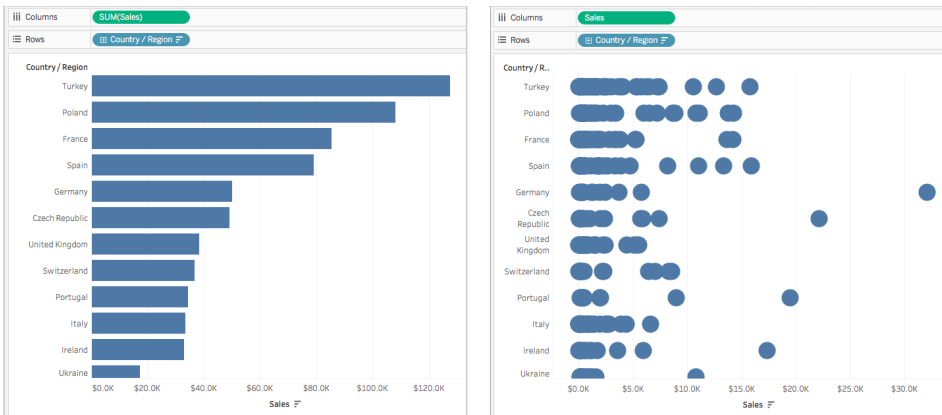 Columns SUM(Sales)
Rows Country / Region
Country / Region
Turkey
Poland
France
Spain
Germany
Czech Republic
United Kingdom
Switzerland
Portugal
Italy
Ireland
Ukraine
$0.0K $20.0K $40.0K $60.0K $80.0K $100.0K $120.0K
Sales
Columns Sales
Rows Country / Region
Country / R..
Turkey
Poland
France
Spain
Germany
Czech
Republic
United
Kingdom
Switzerland
Portugal
Italy
Ireland
Ukraine
$0.0K $5.0K $10.0K $15.0K $20.0K $25.0K $30.0K
Sales